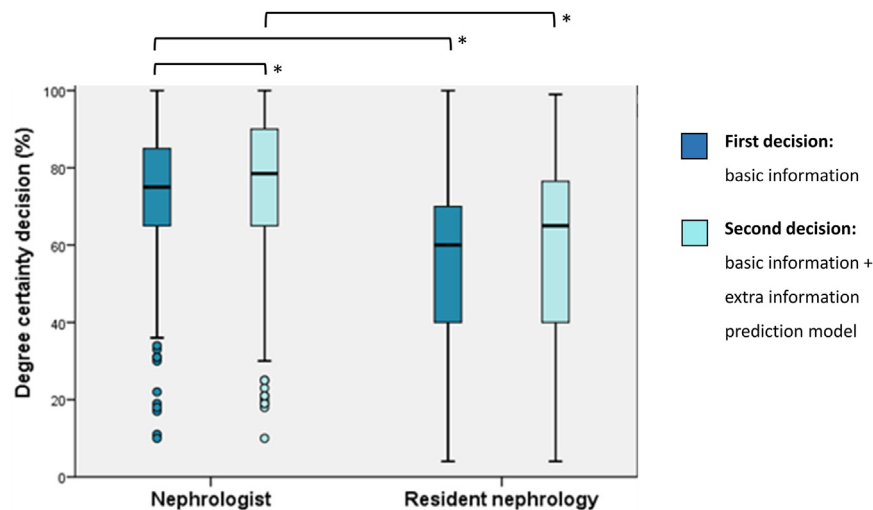 *
*
*
Degree certainty decision (%)
100
80
60
40
20
0
Nephrologist
Resident nephrology
First decision:
basic information
Second decision:
basic information +
extra information
prediction model